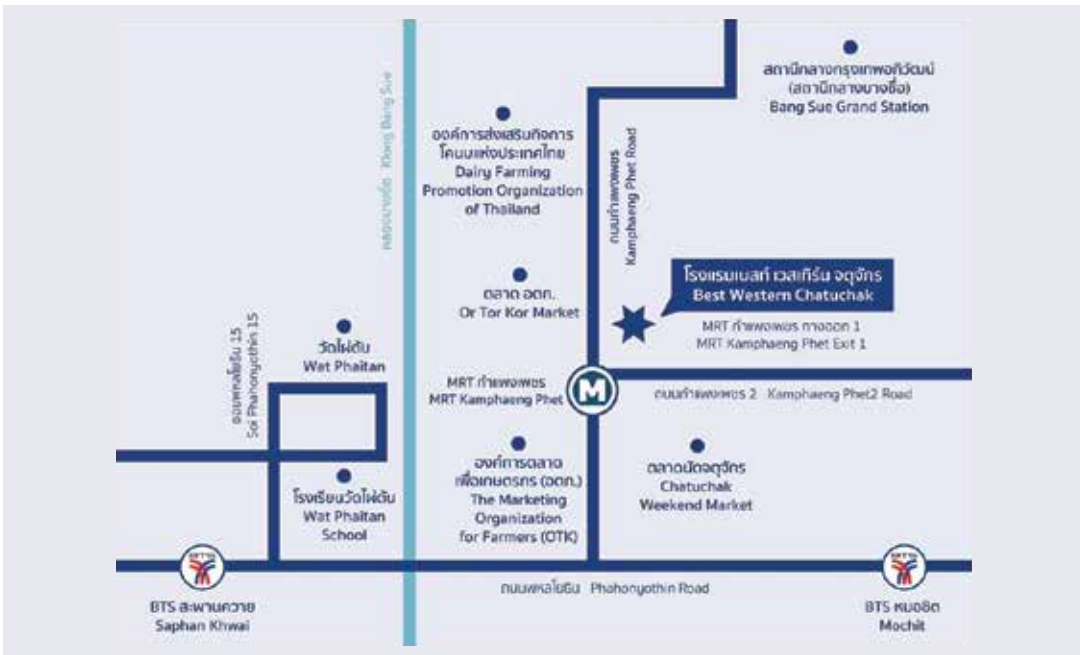 สถานีกลางกรุงเทพอภิวัฒน์
(สถานีกลางบางซื่อ)
Bang Sue Grand Station
คลองบางซื่อ Klong Bang Sue
องค์การส่งเสริมกิจการ
โคนมแห่งประเทศไทย
Dairy Farming
Promotion Organization
of Thailand
ถนนกำแพงเพชร
Kamphaeng Phet Road
โรงแรมเบสท์ เวสเทิร์น จตุจักร
Best Western Chatuchak
ตลาด อตก.
Or Tor Kor Market
MRT กำแพงเพชร ทางออก 1
MRT Kamphaeng Phet Exit 1
ซอยพหลโยธิน 15
Soi Phahonyothin 15
วัดไผ่ตัน
Wat Phaitan
MRT กำแพงเพชร
MRT Kamphaeng Phet
M
ถนนกำแพงเพชร 2 Kamphaeng Phet2 Road
องค์การตลาด
เพื่อเกษตรกร (อตก.)
The Marketing
Organization
for Farmers (OTK)
ตลาดนัดจตุจักร
Chatuchak
Weekend Market
โรงเรียนวัดไผ่ตัน
Wat Phaitan
School
BTS
BTS
ถนนพหลโยธิน Phahonyothin Road
BTS สะพานควาย
Saphan Khwai
BTS หมอชิต
Mochit